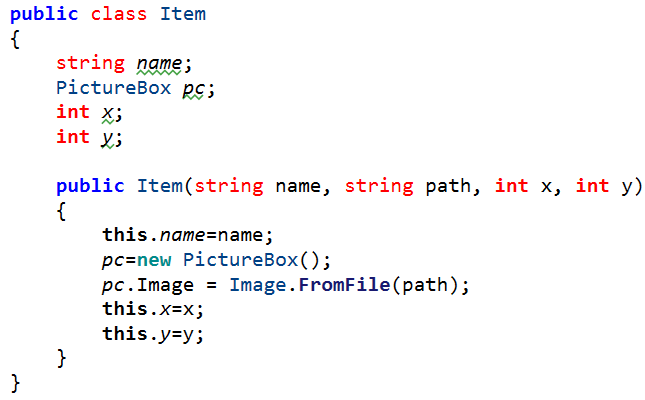 public class Item
{
string name;
PictureBox pc;
int x;
int y;
public Item(string name, string path, int x, int y)
{
this.name=name;
pc=new PictureBox();
pc.Image = Image.FromFile(path);
this.x=x;
this.y=y;
}
}